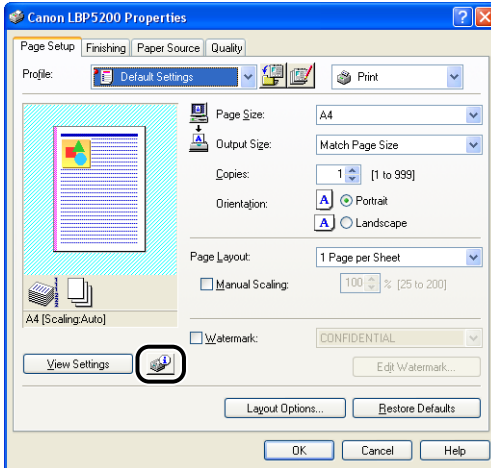 Canon LBP5200 Properties
Page Setup Finishing Paper Source Quality
Profile: Default Settings Print
Page Size: A4
Output Size: Match Page Size
Copies: 1 [1 to 999]
Orientation: A Portrait
A Landscape
Page Layout: 1 Page per Sheet
Manual Scaling: 100 % [25 to 200]
A4 [Scaling:Auto]
Watermark: CONFIDENTIAL
View Settings
Edit Watermark...
Layout Options... Restore Defaults
OK Cancel Help